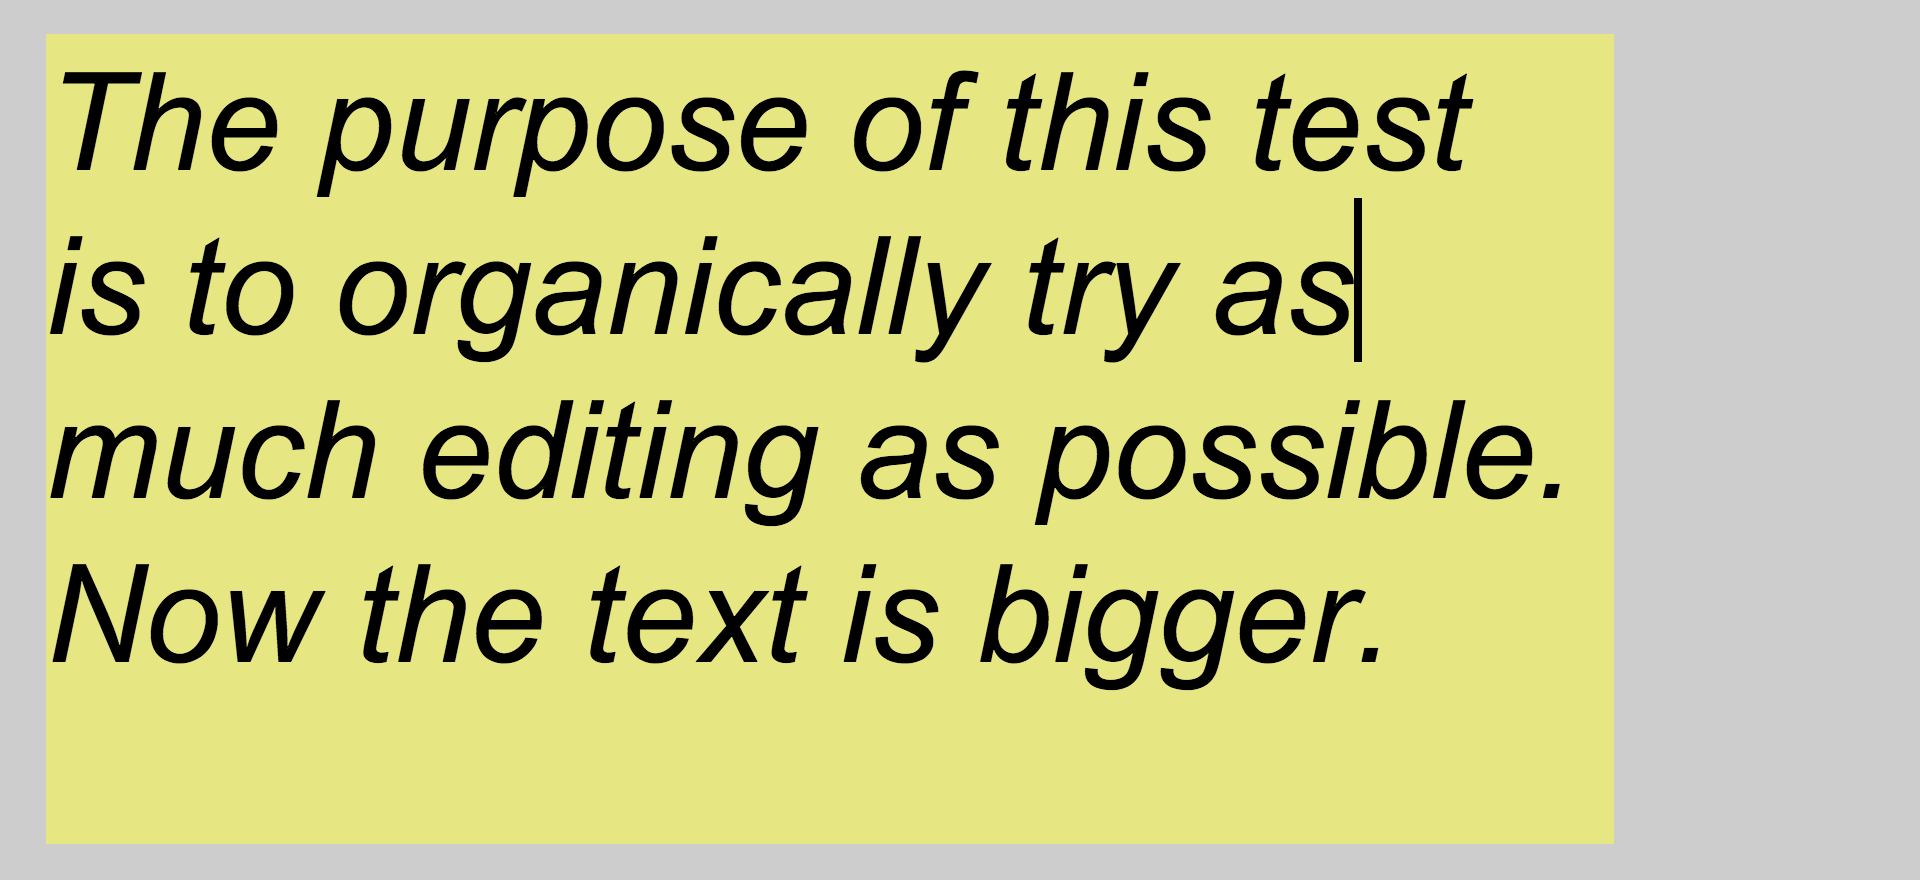 The purpose of this test
is to organically try as
much editing as possible.
Now the text is bigger.